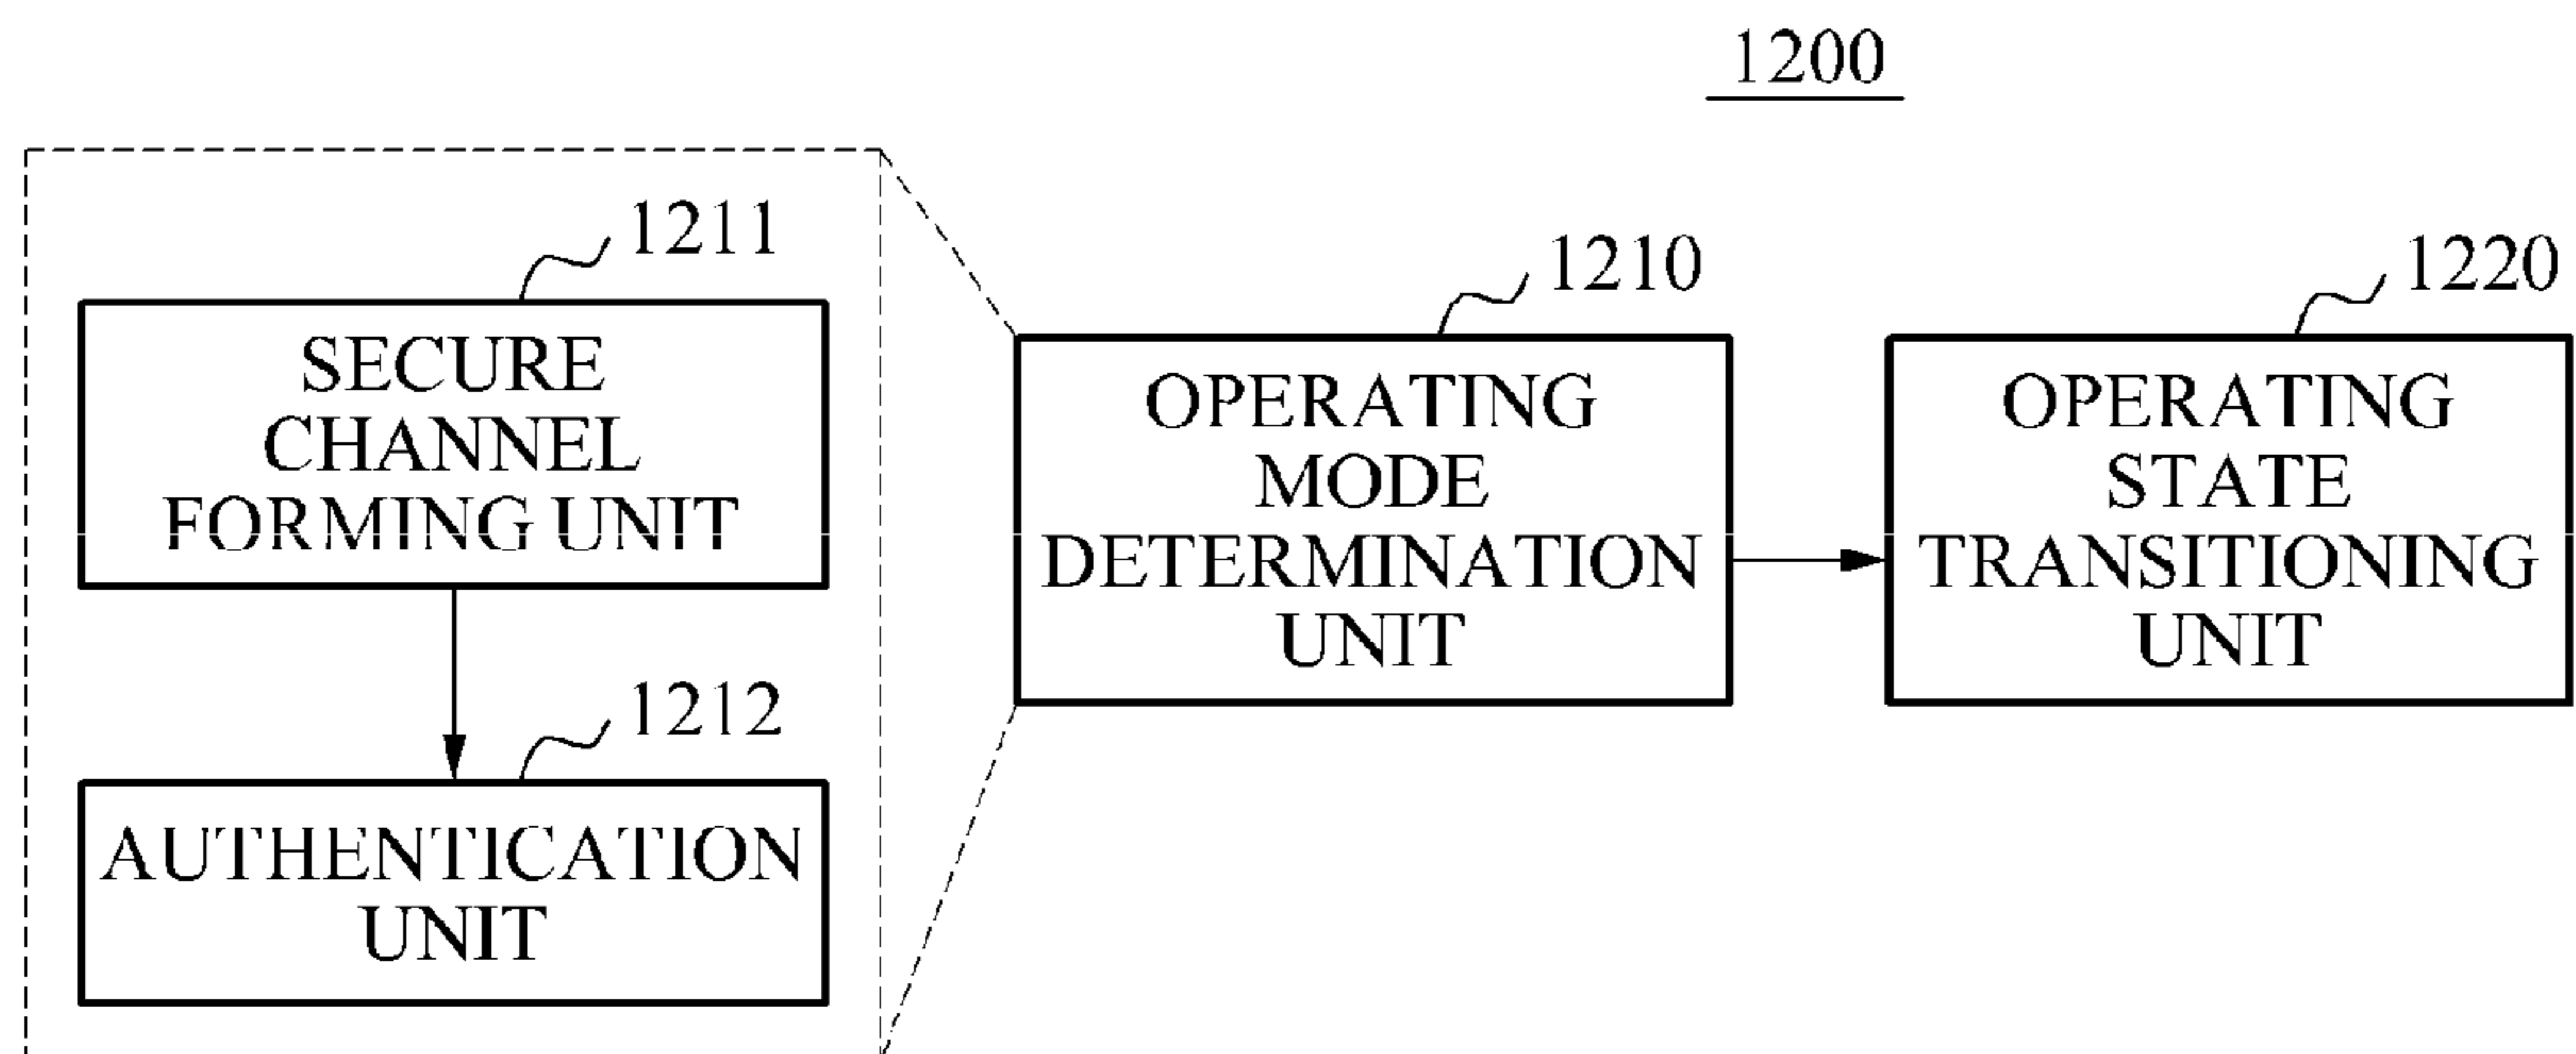 1200
1211
SECURE
CHANNEL
FORMING UNIT
1212
AUTHENTICATION
UNIT
1210
OPERATING
MODE
DETERMINATION
UNIT
1220
OPERATING
STATE
TRANSITIONING
UNIT